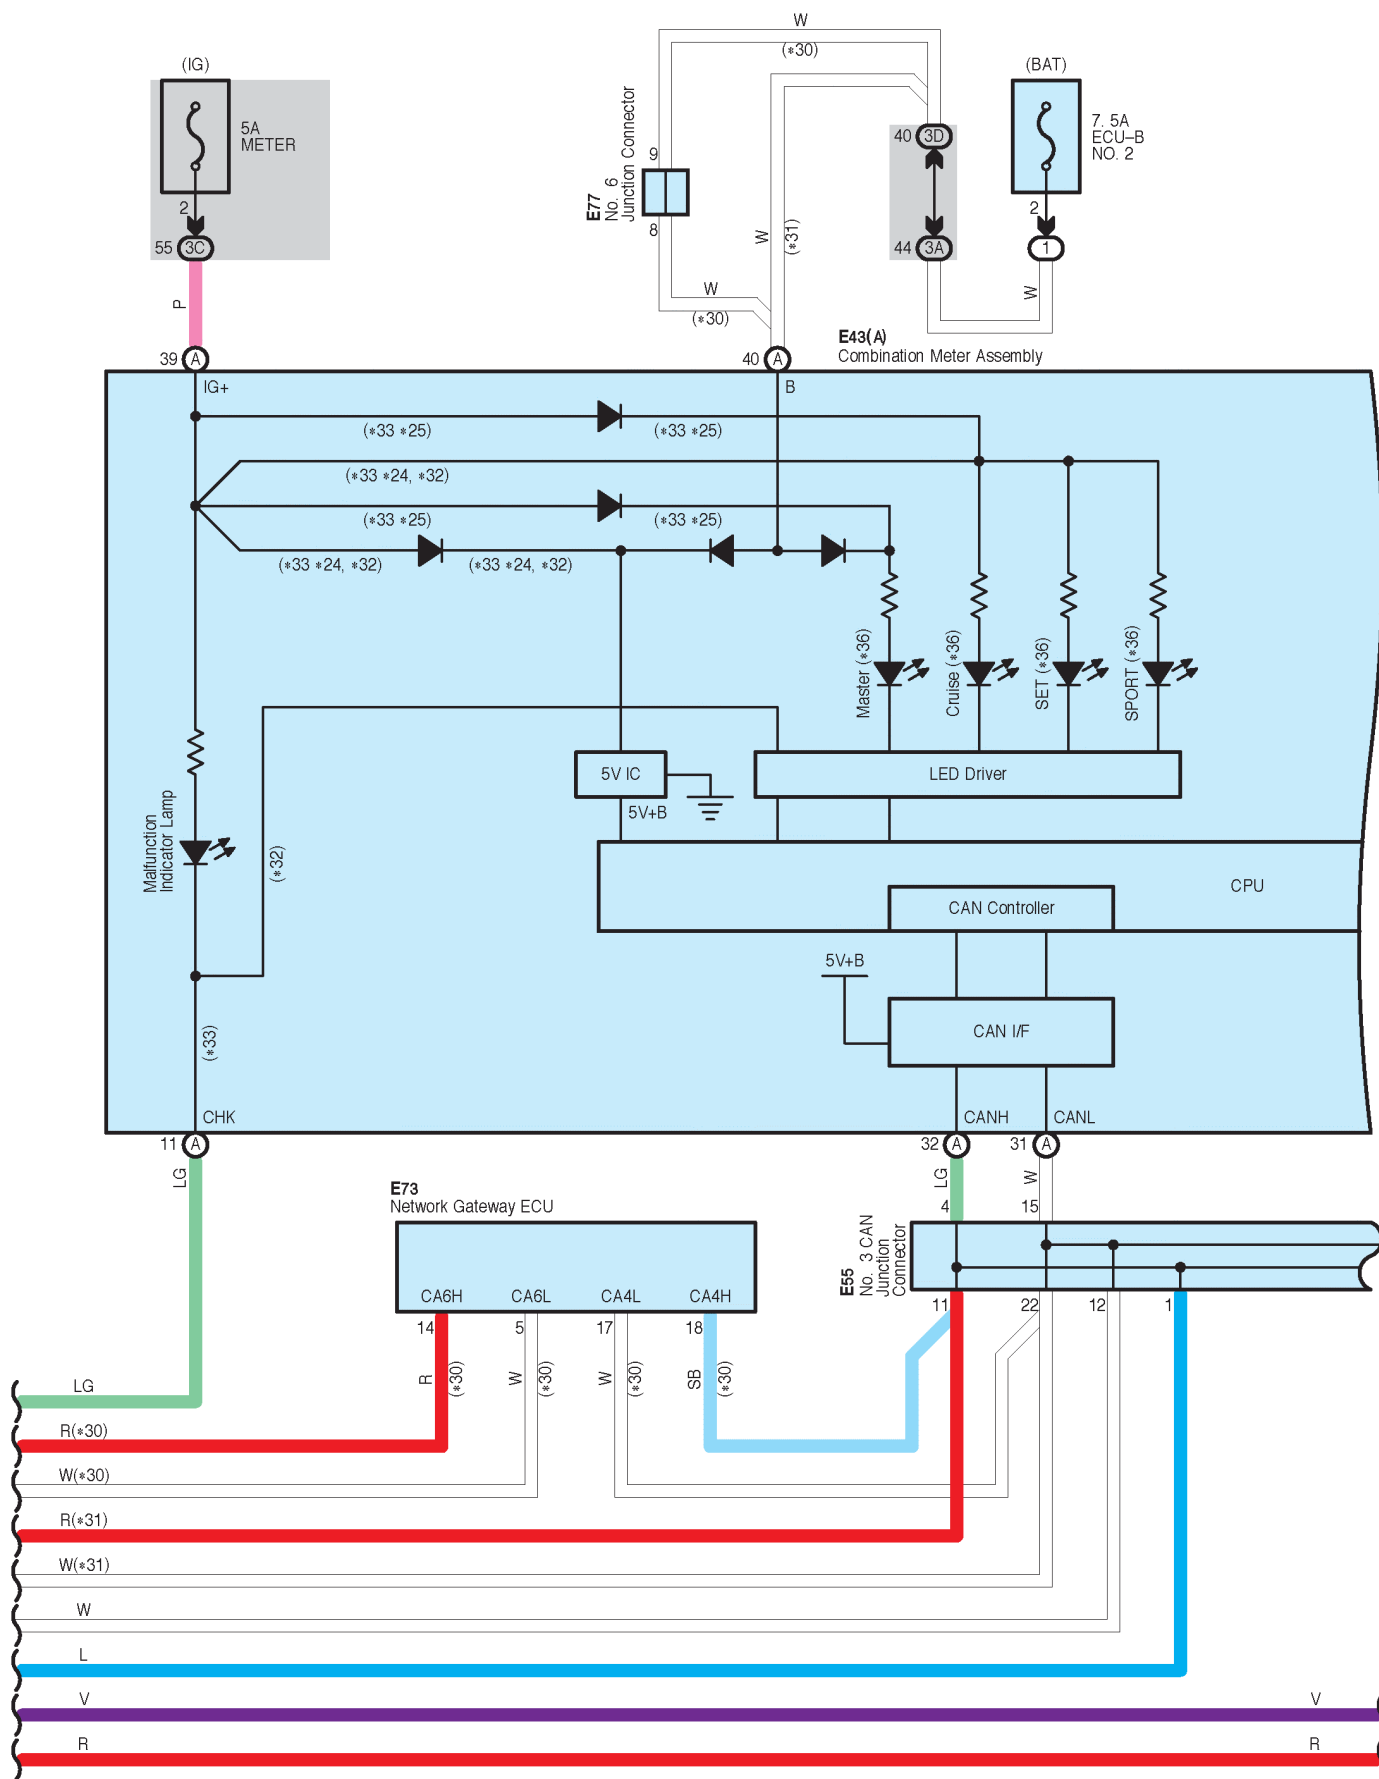 W
(*30)
(IG)
(BAT)
5A
METER
7. 5A
ECU–B
NO. 2
E77
No. 6
Junction Connector
9
8
40
3D
44
3A
2
55
3C
2
1
W
(*31)
W
(*30)
W
P
E43(A)
Combination Meter Assembly
39
A
40
A
IG+
B
(*33 *25)
(*33 *25)
(*33 *24, *32)
(*33 *25)
(*33 *25)
(*33 *24, *32)
(*33 *24, *32)
Master (*36)
Cruise (*36)
SET (*36)
SPORT (*36)
5V IC
LED Driver
5V+B
Malfunction
Indicator Lamp
(*32)
CPU
CAN Controller
5V+B
CAN I/F
(*33)
CHK
CANH
CANL
11
A
32
A
31
A
LG
LG
W
E73
Network Gateway ECU
4
15
E55
No. 3 CAN
Junction
Connector
CA6H
CA6L
CA4L
CA4H
11
22
12
1
14
5
17
18
R
(*30)
W
(*30)
W
(*30)
SB
(*30)
LG
R(*30)
W(*30)
R(*31)
W(*31)
W
L
V
V
R
R